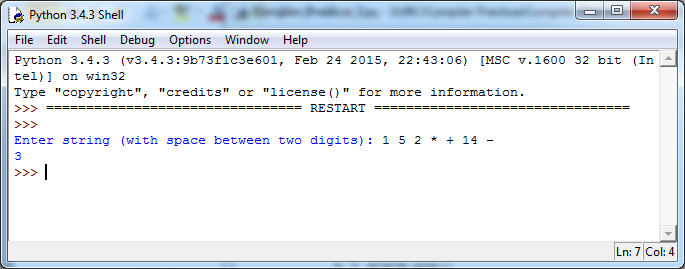 Python 3.4.3 Shell
File Edit Shell Debug Options Window Help
Python 3.4.3 (v3.4.3:9b73f1c3e601, Feb 24 2015, 22:43:06) [MSC v.1600 32 bit (In
tel)] on win32
Type "copyright", "credits" or "license()" for more information.
>>> ================================ RESTART ================================
>>>
Enter string (with space between two digits): 1 5 2 * + 14 -
3
>>>
Ln: 7 Col: 4